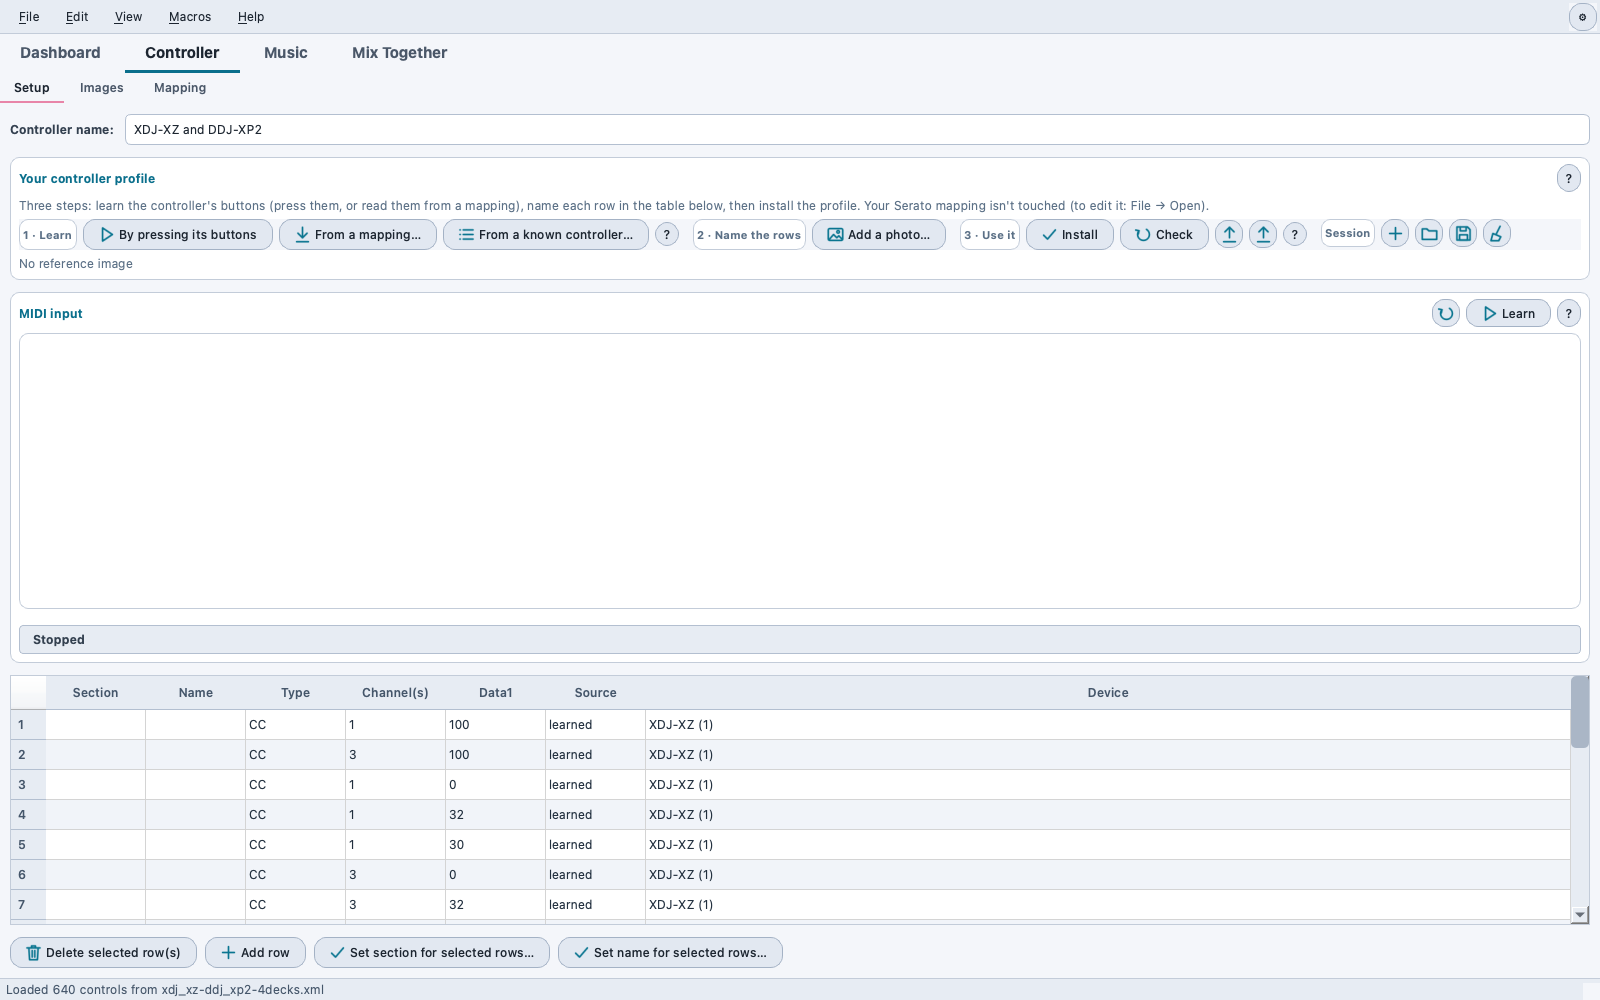 File Edit View Macros Help
Dashboard Controller Music Mix Together
Setup Images Mapping
Controller name: XDJ-XZ and DDJ-XP2
Your controller profile ?
Three steps: learn the controller's buttons (press them, or read them from a mapping), name each row in the table below, then install the profile. Your Serato mapping isn't touched (to edit it: File → Open).
1 · Learn By pressing its buttons From a mapping... From a known controller... ? 2 · Name the rows Add a photo... 3 · Use it Install Check ? Session
No reference image
MIDI input Learn ?
Stopped
Section Name Type Channel(s) Data1 Source Device
1 CC 1 100 learned XDJ-XZ (1)
2 CC 3 100 learned XDJ-XZ (1)
3 CC 1 0 learned XDJ-XZ (1)
4 CC 1 32 learned XDJ-XZ (1)
5 CC 1 30 learned XDJ-XZ (1)
6 CC 3 0 learned XDJ-XZ (1)
7 CC 3 32 learned XDJ-XZ (1)
Delete selected row(s) Add row Set section for selected rows... Set name for selected rows...
Loaded 640 controls from xdj_xz-ddj_xp2-4decks.xml